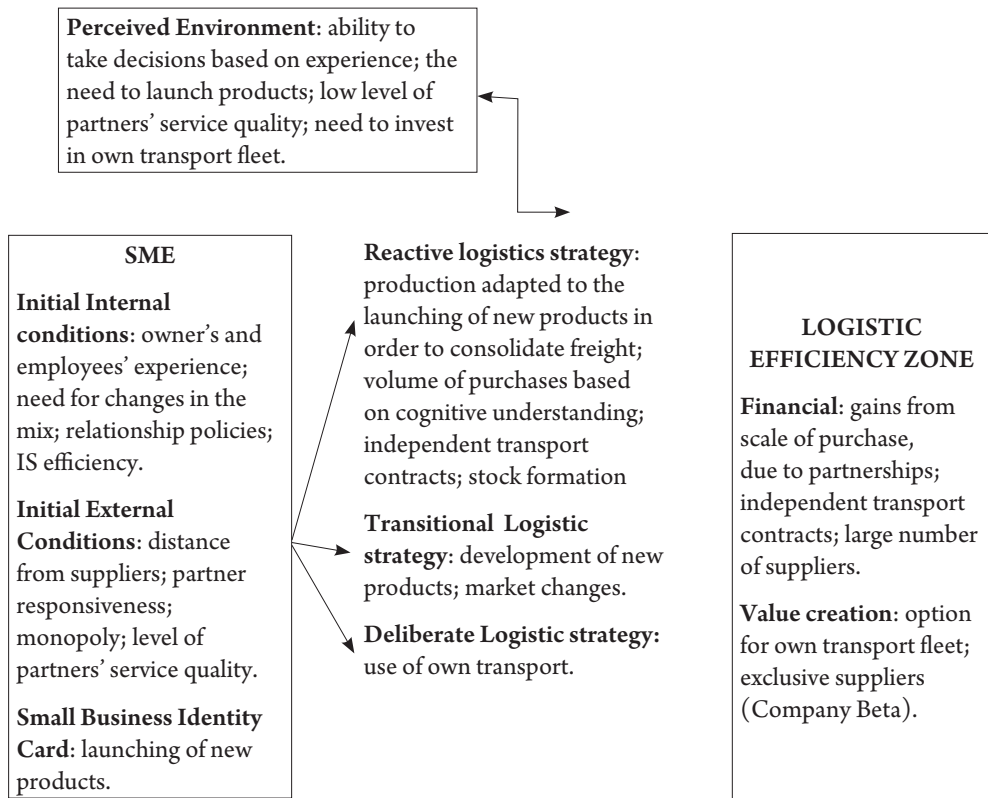 Perceived Environment: ability to
take decisions based on experience; the
need to launch products; low level of
partners’ service quality; need to invest
in own transport fleet.
SME
Initial Internal
conditions: owner’s and
employees’ experience;
need for changes in the
mix; relationship policies;
IS efficiency.
Initial External
Conditions: distance
from suppliers; partner
responsiveness;
monopoly; level of
partners’ service quality.
Small Business Identity
Card: launching of new
products.
Reactive logistics strategy:
production adapted to the
launching of new products in
order to consolidate freight;
volume of purchases based
on cognitive understanding;
independent transport
contracts; stock formation
Transitional Logistic
strategy: development of new
products; market changes.
Deliberate Logistic strategy:
use of own transport.
LOGISTIC
EFFICIENCY ZONE
Financial: gains from
scale of purchase,
due to partnerships;
independent transport
contracts; large number
of suppliers.
Value creation: option
for own transport fleet;
exclusive suppliers
(Company Beta).